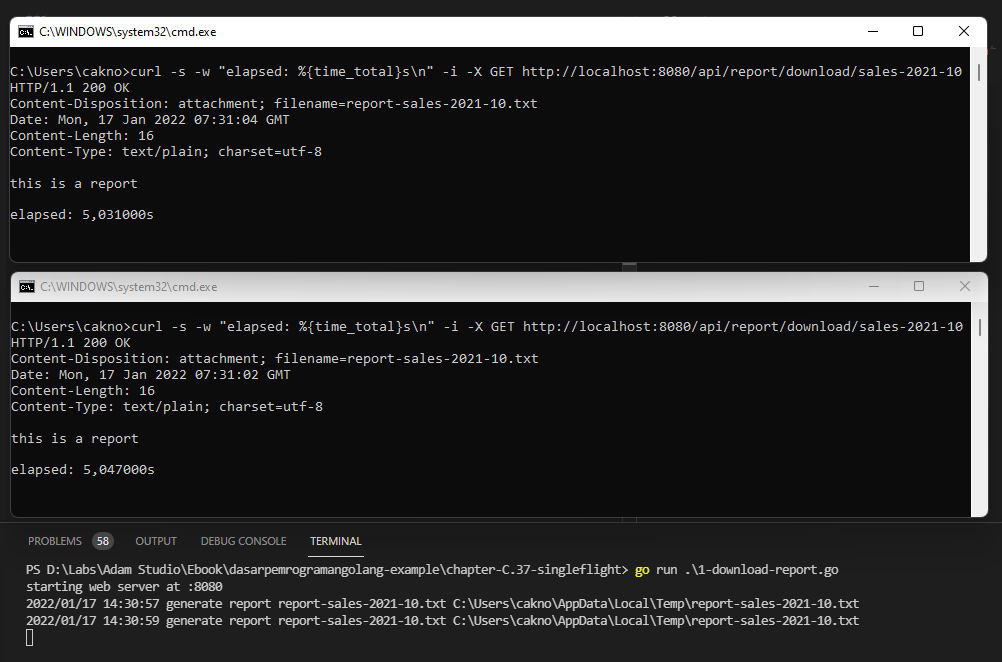 C:\WINDOWS\system32\cmd.exe
C:\Users\cakno>curl -s -w "elapsed: %{time_total}s\n" -i -X GET http://localhost:8080/api/report/download/sales-2021-10
HTTP/1.1 200 OK
Content-Disposition: attachment; filename=report-sales-2021-10.txt
Date: Mon, 17 Jan 2022 07:31:04 GMT
Content-Length: 16
Content-Type: text/plain; charset=utf-8
this is a report
elapsed: 5,031000s
C:\WINDOWS\system32\cmd.exe
C:\Users\cakno>curl -s -w "elapsed: %{time_total}s\n" -i -X GET http://localhost:8080/api/report/download/sales-2021-10
HTTP/1.1 200 OK
Content-Disposition: attachment; filename=report-sales-2021-10.txt
Date: Mon, 17 Jan 2022 07:31:02 GMT
Content-Length: 16
Content-Type: text/plain; charset=utf-8
this is a report
elapsed: 5,047000s
PROBLEMS 58 OUTPUT DEBUG CONSOLE TERMINAL
PS D:\Labs\Adam Studio\Ebook\dasarpemrogramangolang-example\chapter-C.37-singleflight> go run .\1-download-report.go
starting web server at :8080
2022/01/17 14:30:57 generate report report-sales-2021-10.txt C:\Users\cakno\AppData\Local\Temp\report-sales-2021-10.txt
2022/01/17 14:30:59 generate report report-sales-2021-10.txt C:\Users\cakno\AppData\Local\Temp\report-sales-2021-10.txt